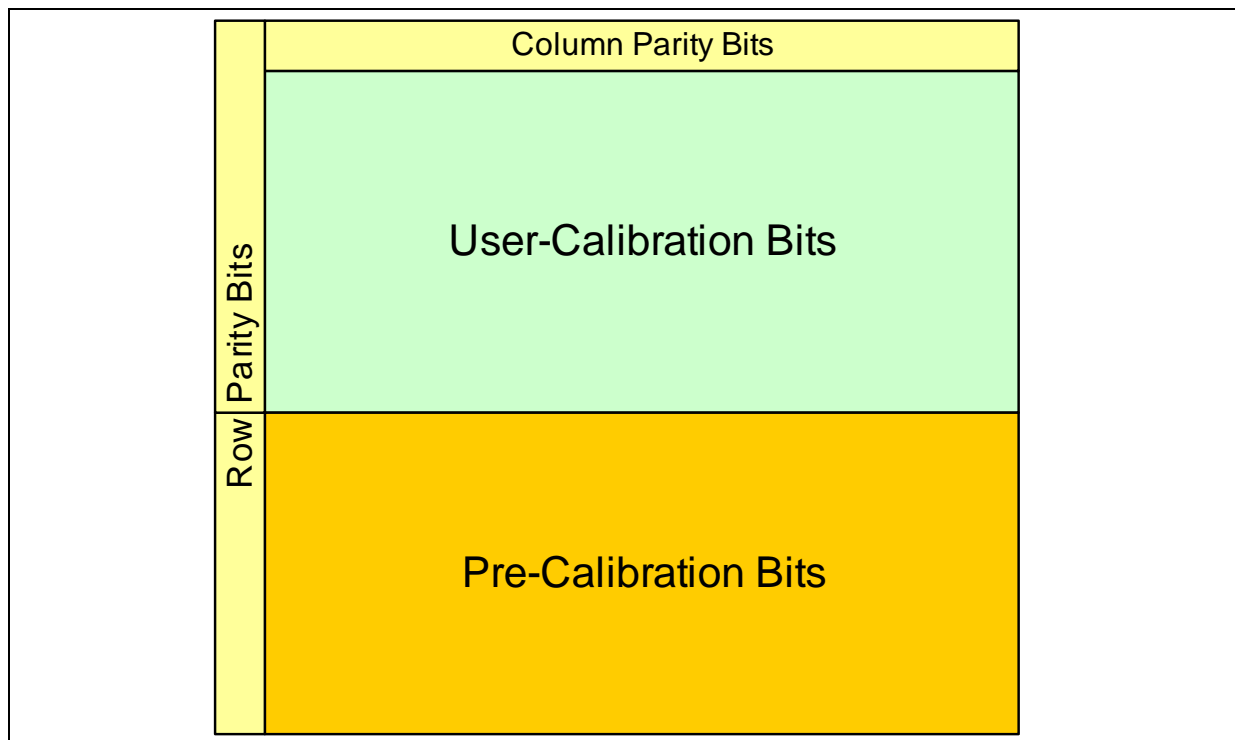 Column Parity Bits
User-Calibration Bits
Row Parity Bits
Pre-Calibration Bits